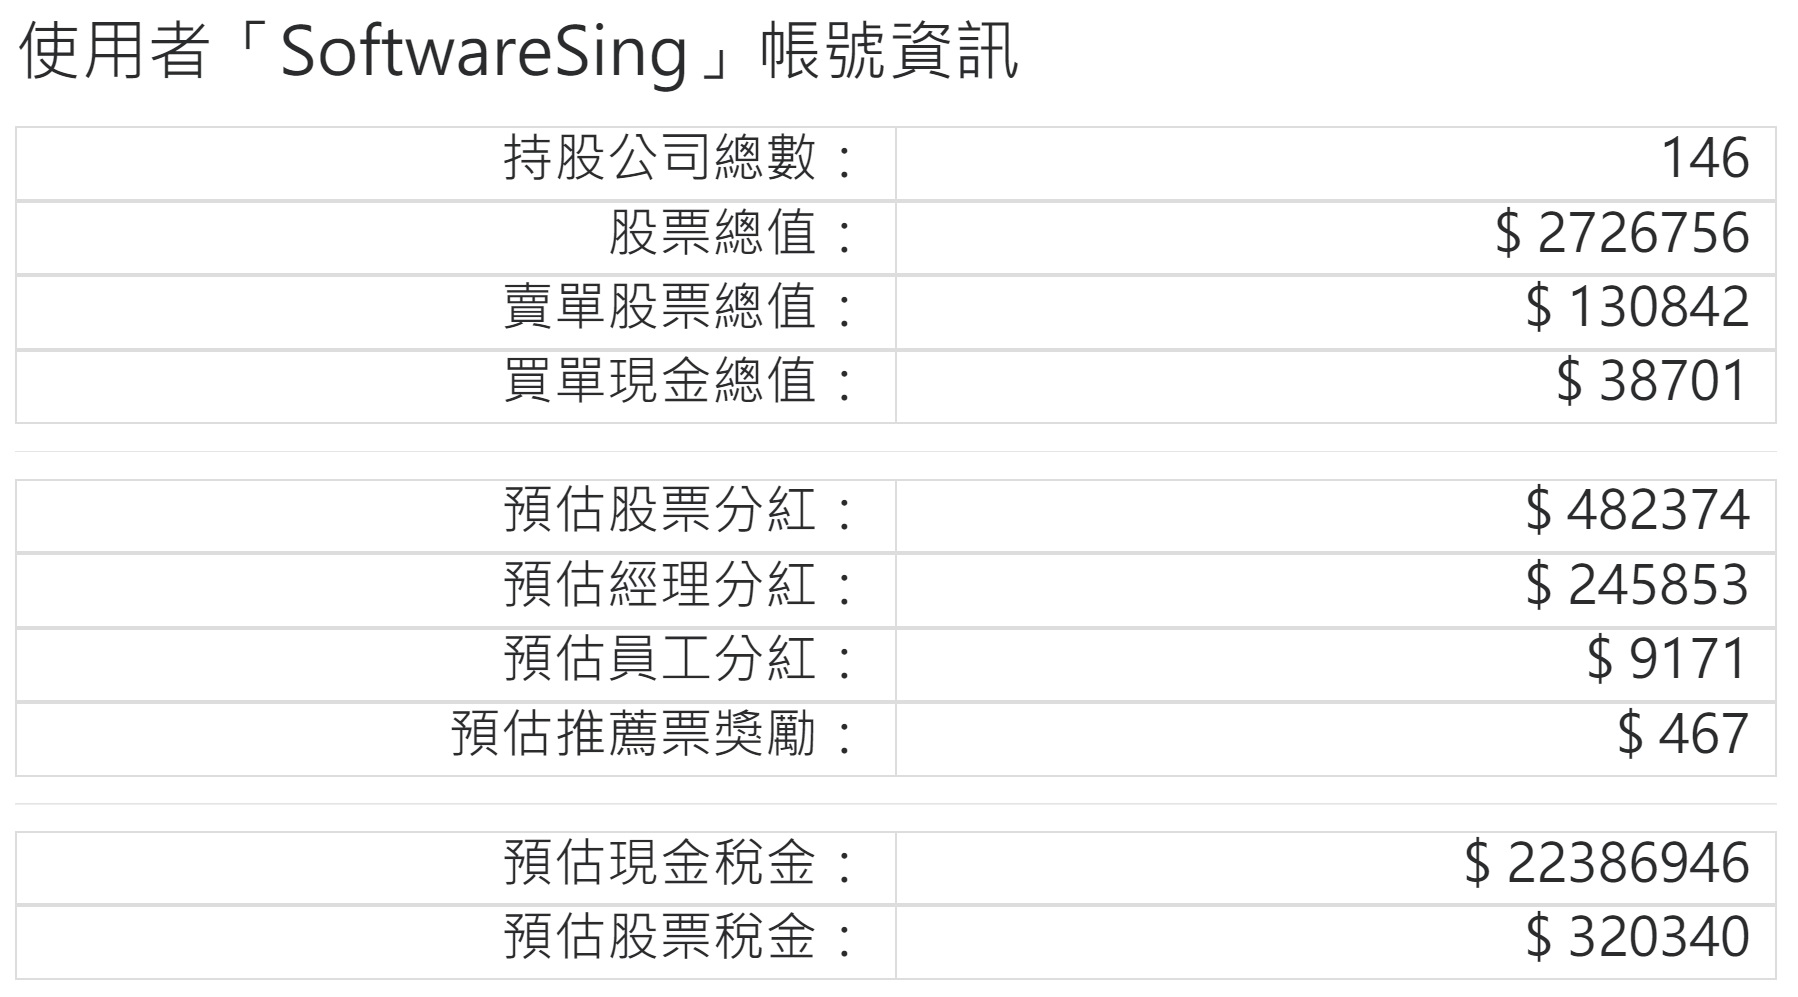 使用者「SoftwareSing」帳號資訊
持股公司總數： 146
股票總值： $ 2726756
賣單股票總值： $ 130842
買單現金總值： $ 38701
預估股票分紅： $ 482374
預估經理分紅： $ 245853
預估員工分紅： $ 9171
預估推薦票獎勵： $ 467
預估現金稅金： $ 22386946
預估股票稅金： $ 320340